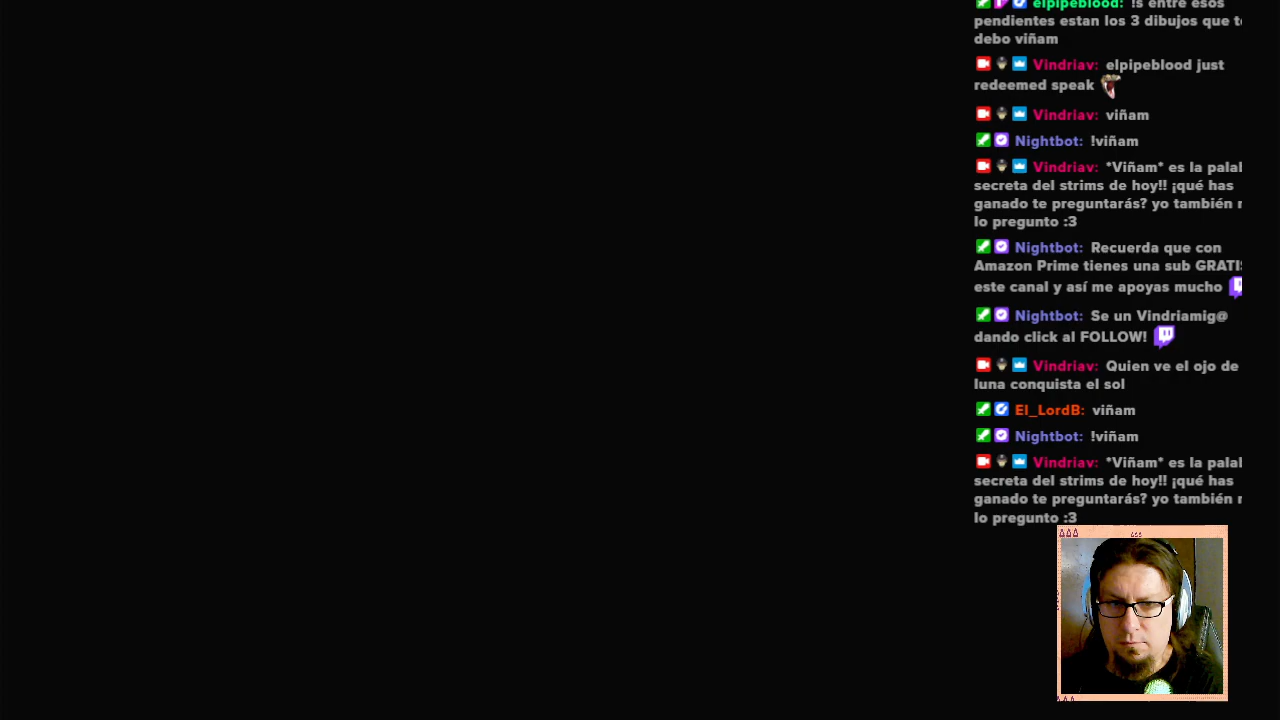 elpipeblood: !s entre esos
pendientes estan los 3 dibujos que
debo viñam
Vindriav: elpipeblood just
redeemed speak
Vindriav: viñam
Nightbot: !viñam
Vindriav: *Viñam* es la
secreta del strims de hoy!! ¡qué has
ganado te preguntarás? yo también
lo pregunto :3
Nightbot: Recuerda que con
Amazon Prime tienes una sub
este canal y así me apoyas mucho
Nightbot: Se un Vindriamig@
dando click al FOLLOW!
Vindriav: Quien ve el ojo de
luna conquista el sol
El_LordB: viñam
Nightbot: !viñam
Vindriav: *Viñam* es la
secreta del strims de hoy!! ¡qué has
ganado te preguntarás? yo también
lo pregunto :3